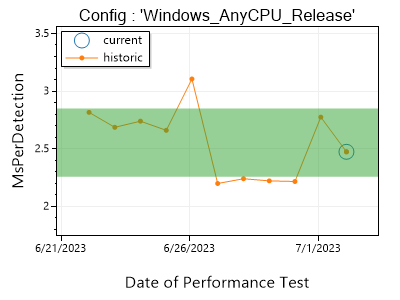 Config : 'Windows_AnyCPU_Release'
3.5
current
historic
3
2.5
2
MsPerDetection
6/21/2023 6/26/2023 7/1/2023
Date of Performance Test